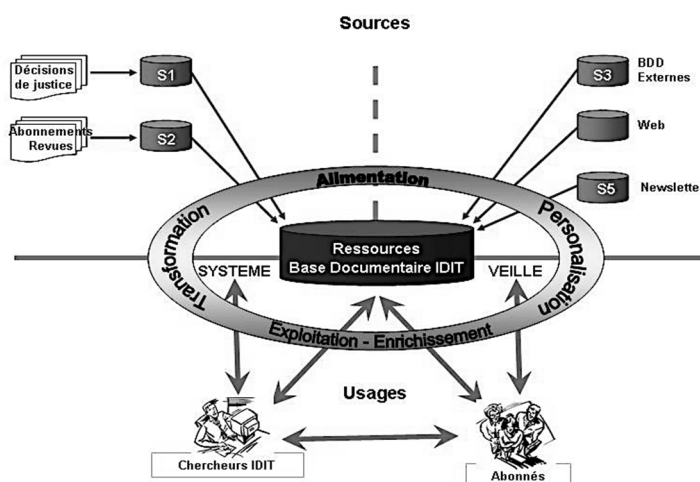 Sources
Décisions
de justice
S1
S3
BDD
Externes
Abonnements
Revues
S2
Web
Alimentation
S5
Newslette
Transformation
Personalisation
Ressources
Base Documentaire IDIT
SYSTEME
VEILLE
Exploitation - Enrichissement
Usages
Chercheurs IDIT
Abonnés